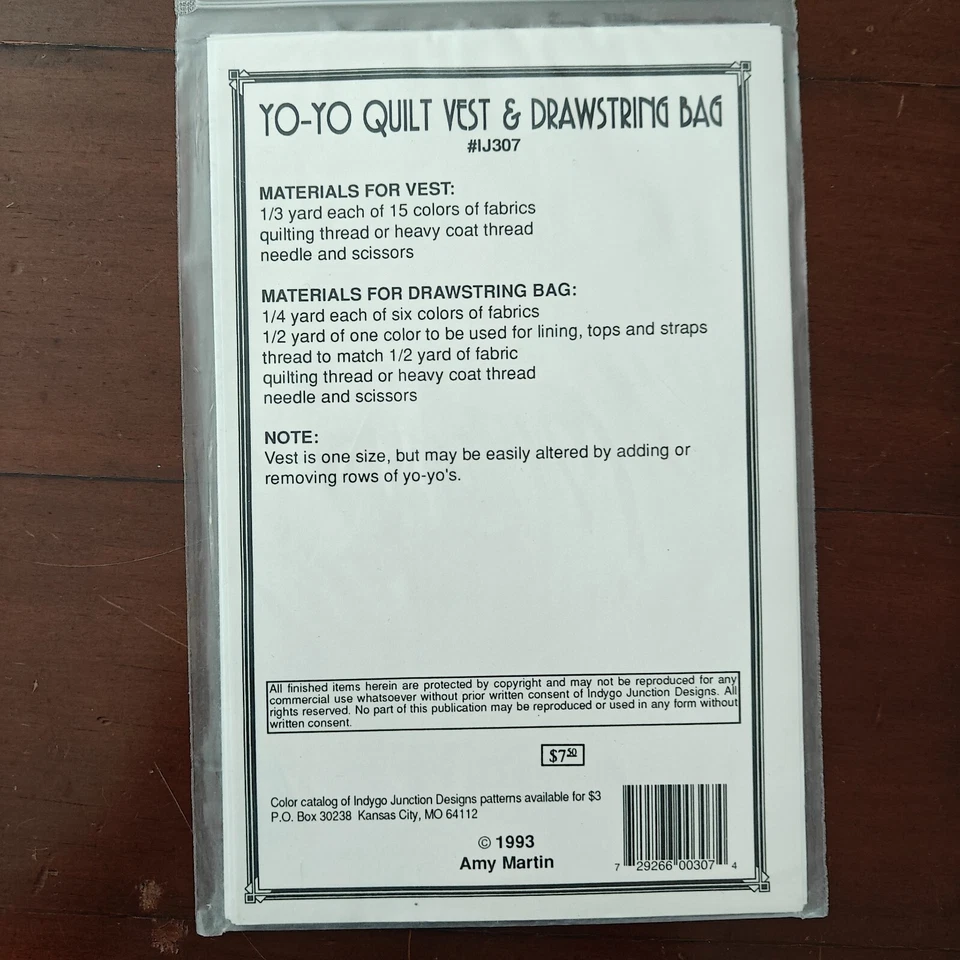 YO-YO QUILT VEST & DRAWSTRING BAG
#IJ307
MATERIALS FOR VEST:
1/3 yard each of 15 colors of fabrics
quilting thread or heavy coat thread
needle and scissors
MATERIALS FOR DRAWSTRING BAG:
1/4 yard each of six colors of fabrics
1/2 yard of one color to be used for lining, tops and straps
thread to match 1/2 yard of fabric
quilting thread or heavy coat thread
needle and scissors
NOTE:
Vest is one size, but may be easily altered by adding or
removing rows of yo-yo's.
All finished items herein are protected by copyright and may not be reproduced for any
commercial use whatsoever without prior written consent of Indygo Junction Designs. All
rights reserved. No part of this publication may be reproduced or used in any form without
written consent.
$7.50
Color catalog of Indygo Junction Designs patterns available for $3
P.O. Box 30238 Kansas City, MO 64112
© 1993
Amy Martin
7 29266 00307 4